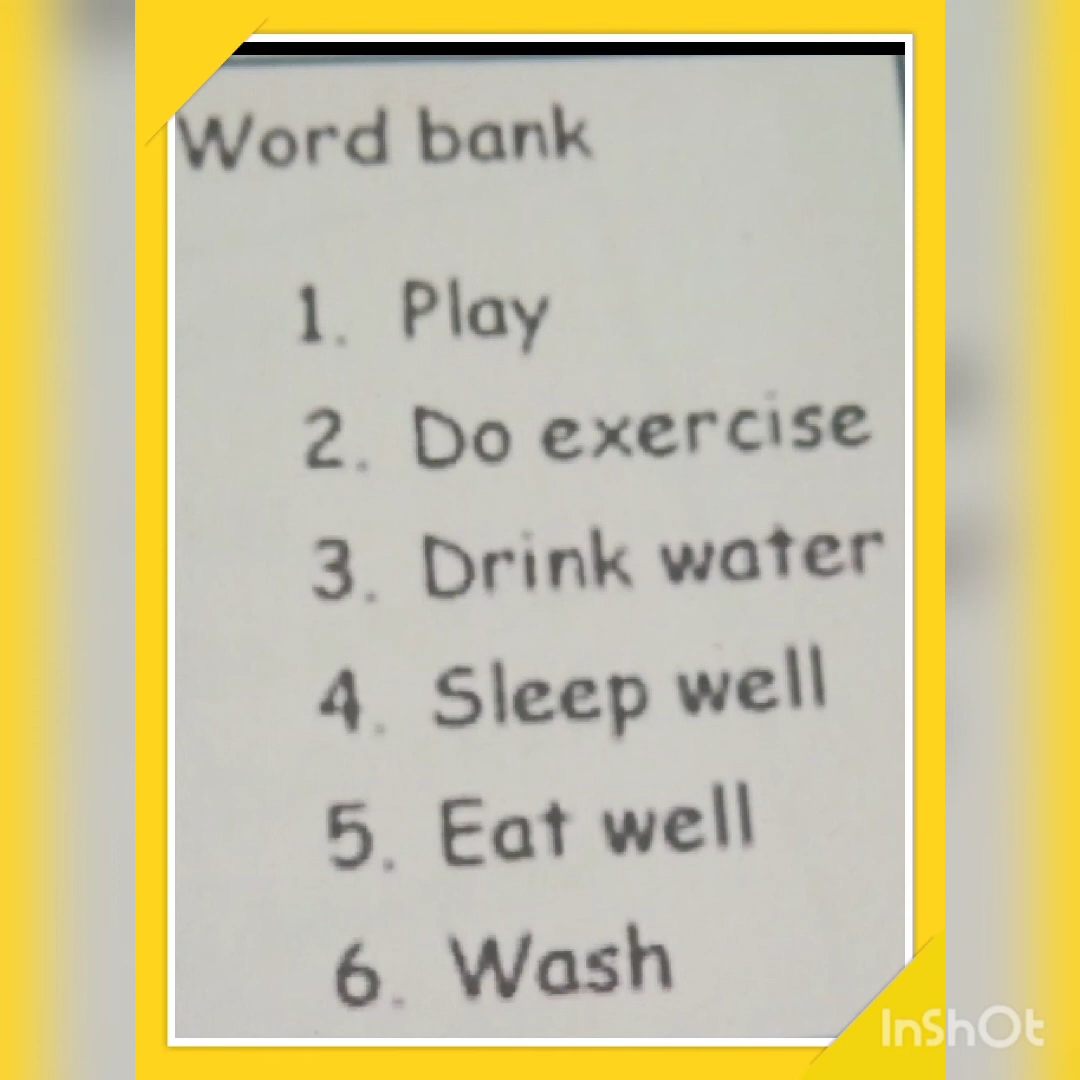 Word bank
1. Play
2. Do exercise
3. Drink water
4. Sleep well
5. Eat well
6. Wash
InShOt